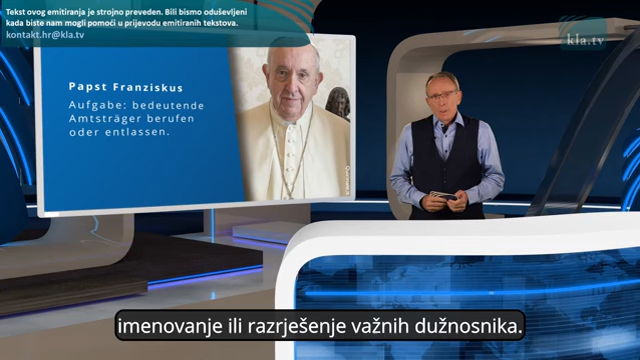 Tekst ovog emitiranja je strojno preveden. Bili bismo oduševljeni
kada biste nam mogli pomoći u prijevodu emitiranih tekstova.
kontakt.hr@kla.tv
kla.tv
Papst Franziskus
Aufgabe: bedeutende
Amtsträger berufen
oder entlassen.
imenovanje ili razrješenje važnih dužnosnika.